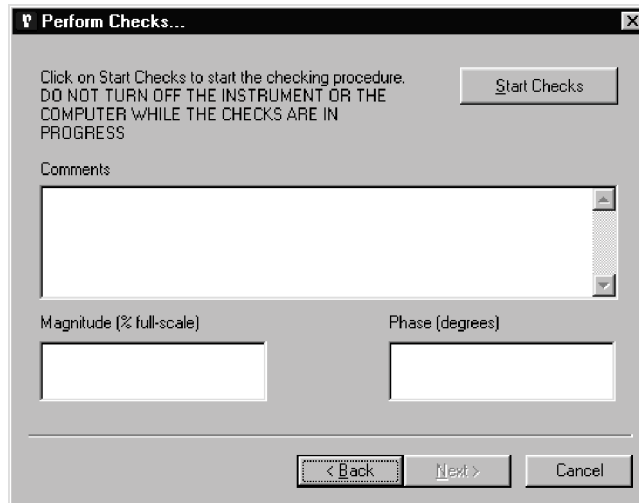 Perform Checks...
Click on Start Checks to start the checking procedure.
DO NOT TURN OFF THE INSTRUMENT OR THE
COMPUTER WHILE THE CHECKS ARE IN
PROGRESS
Start Checks
Comments
Magnitude (% full-scale)
Phase (degrees)
< Back
Next >
Cancel